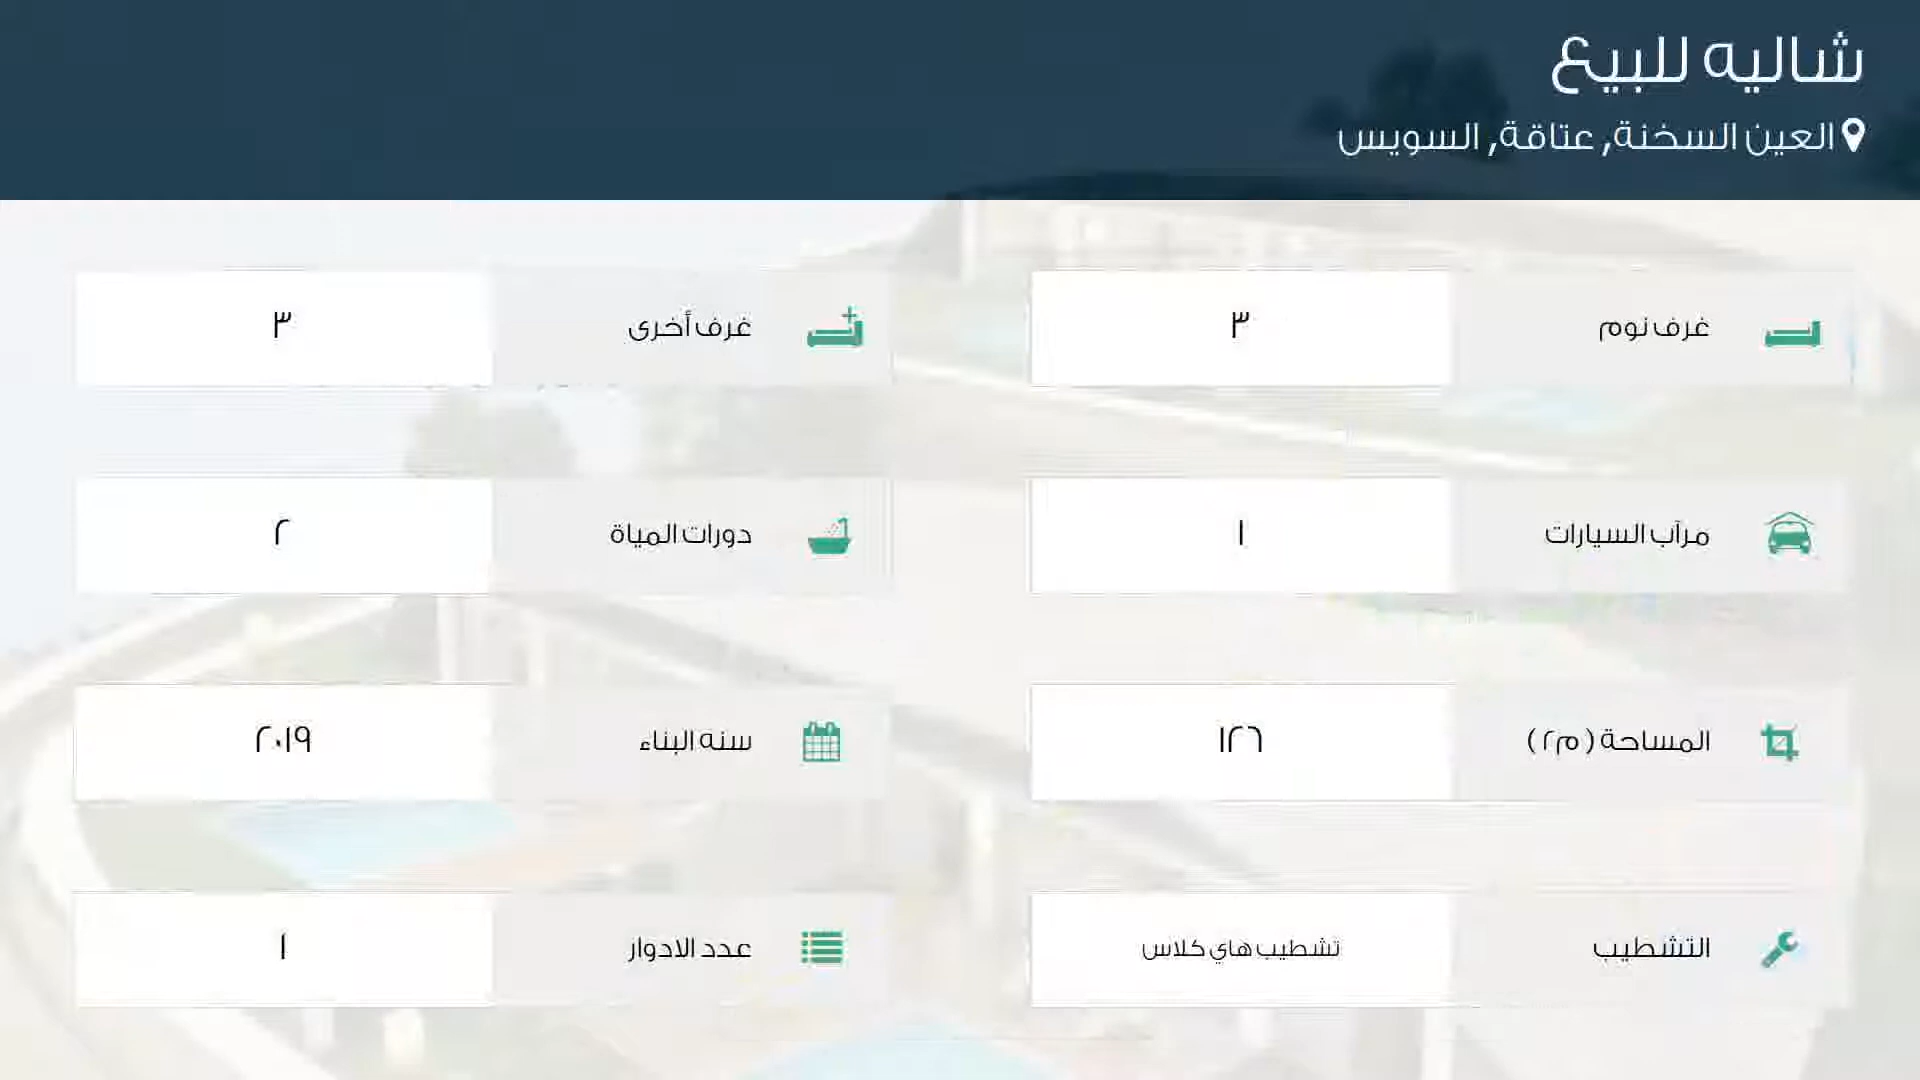 شاليه للبيع
العين السخنة, عتاقة, السويس
غرف نوم ٣
غرف أخرى ٣
مرآب السيارات ١
دورات المياة ٢
المساحة ( م٢ ) ١٢٦
سنه البناء ٢٠١٩
التشطيب تشطيب هاي كلاس
عدد الادوار ١